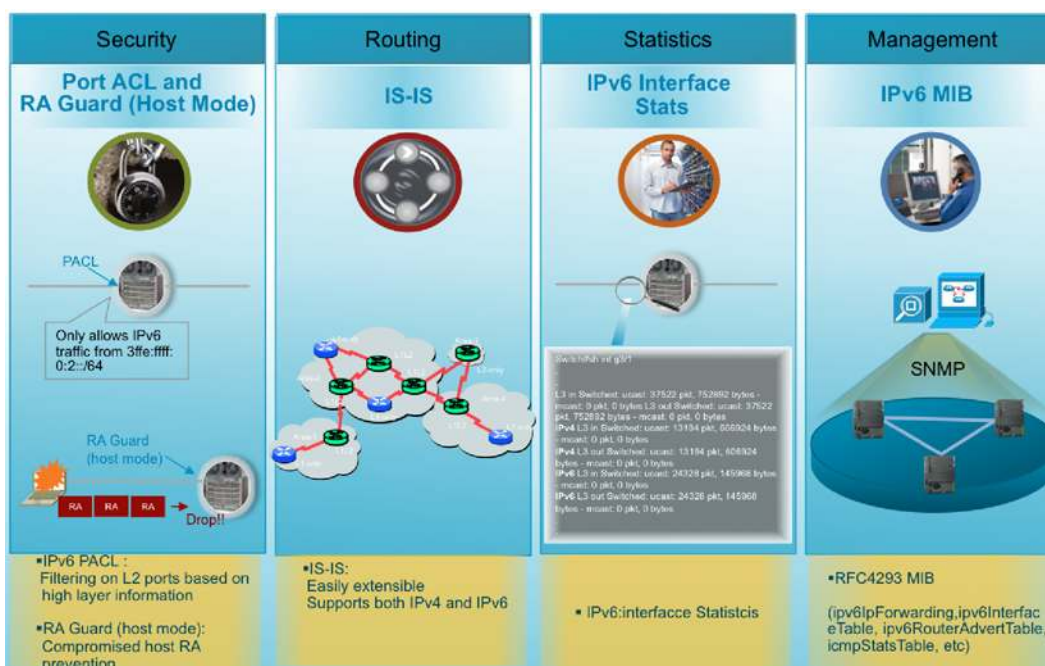 Security
Port ACL and
RA Guard (Host Mode)
PACL
Only allows IPv6
traffic from 3ffe:ffff:
0:2::/64
RA Guard
(host mode)
RA
RA
RA
Drop!!
▪IPv6 PACL :
Filtering on L2 ports based on
high layer information
▪RA Guard (host mode):
Compromised host RA
prevention
Routing
IS-IS
▪IS-IS:
Easily extensible
Supports both IPv4 and IPv6
Statistics
IPv6 Interface
Stats
L3 in Switched: ucast: 37522 pkt, 752892 bytes -
mcast: 0 pkt, 0 bytes L3 out Switched: ucast: 37522
pkt, 752892 bytes - mcast: 0 pkt, 0 bytes
IPv4 L3 in Switched: ucast: 13194 pkt, 606924 bytes
- mcast: 0 pkt, 0 bytes
IPv4 L3 out Switched: ucast: 13194 pkt, 606924
bytes - mcast: 0 pkt, 0 bytes
IPv6 L3 in Switched: ucast: 24328 pkt, 145968 bytes
- mcast: 0 pkt, 0 bytes
IPv6 L3 out Switched: ucast: 24328 pkt, 145968
bytes - mcast: 0 pkt, 0 bytes
▪ IPv6:interfacce Statistcis
Management
IPv6 MIB
SNMP
▪RFC4293 MIB
(ipv6IpForwarding,ipv6Interfac
eTable, ipv6RouterAdvertTable,
icmpStatsTable, etc)